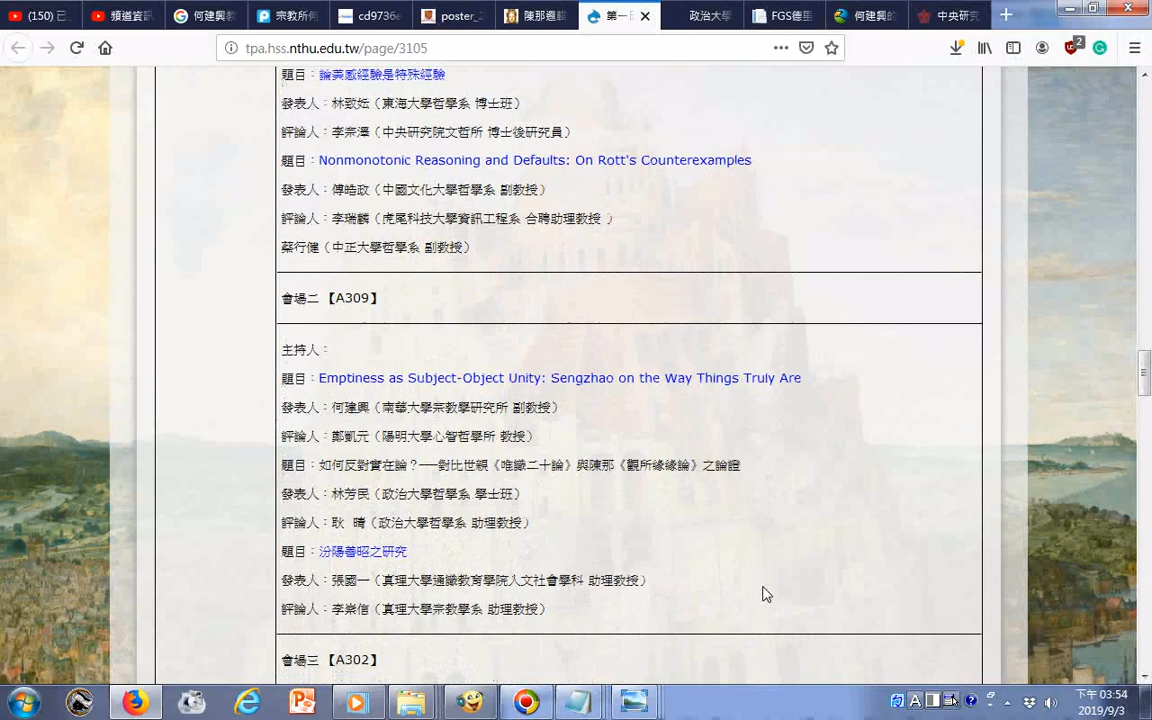 (150) 已
頻道資訊
何建興教
宗教所何
cd9736
poster_2
陳那邏輯
第一
政治大學
FGS德里
何建興的
中央研究
tpa.hss.nthu.edu.tw/page/3105
2
題目：論美感經驗是特殊經驗
發表人：林致妘（東海大學哲學系 博士班）
評論人：李宗澤（中央研究院文哲所 博士後研究員）
題目：Nonmonotonic Reasoning and Defaults: On Rott's Counterexamples
發表人：傅皓政（中國文化大學哲學系 副教授）
評論人：李瑞麟（虎尾科技大學資訊工程系 合聘助理教授 ）
蔡行健（中正大學哲學系 副教授）
會場二 【A309】
主持人：
題目：Emptiness as Subject-Object Unity: Sengzhao on the Way Things Truly Are
發表人：何建興（南華大學宗教學研究所 副教授）
評論人：鄭凱元（陽明大學心智哲學所 教授）
題目：如何反對實在論？──對比世親《唯識二十論》與陳那《觀所緣緣論》之論證
發表人：林芳民（政治大學哲學系 學士班）
評論人：耿 晴（政治大學哲學系 助理教授）
題目：汾陽善昭之研究
發表人：張國一（真理大學通識教育學院人文社會學科 助理教授）
評論人：李崇信（真理大學宗教學系 助理教授）
會場三 【A302】
下午 03:54
2019/9/3